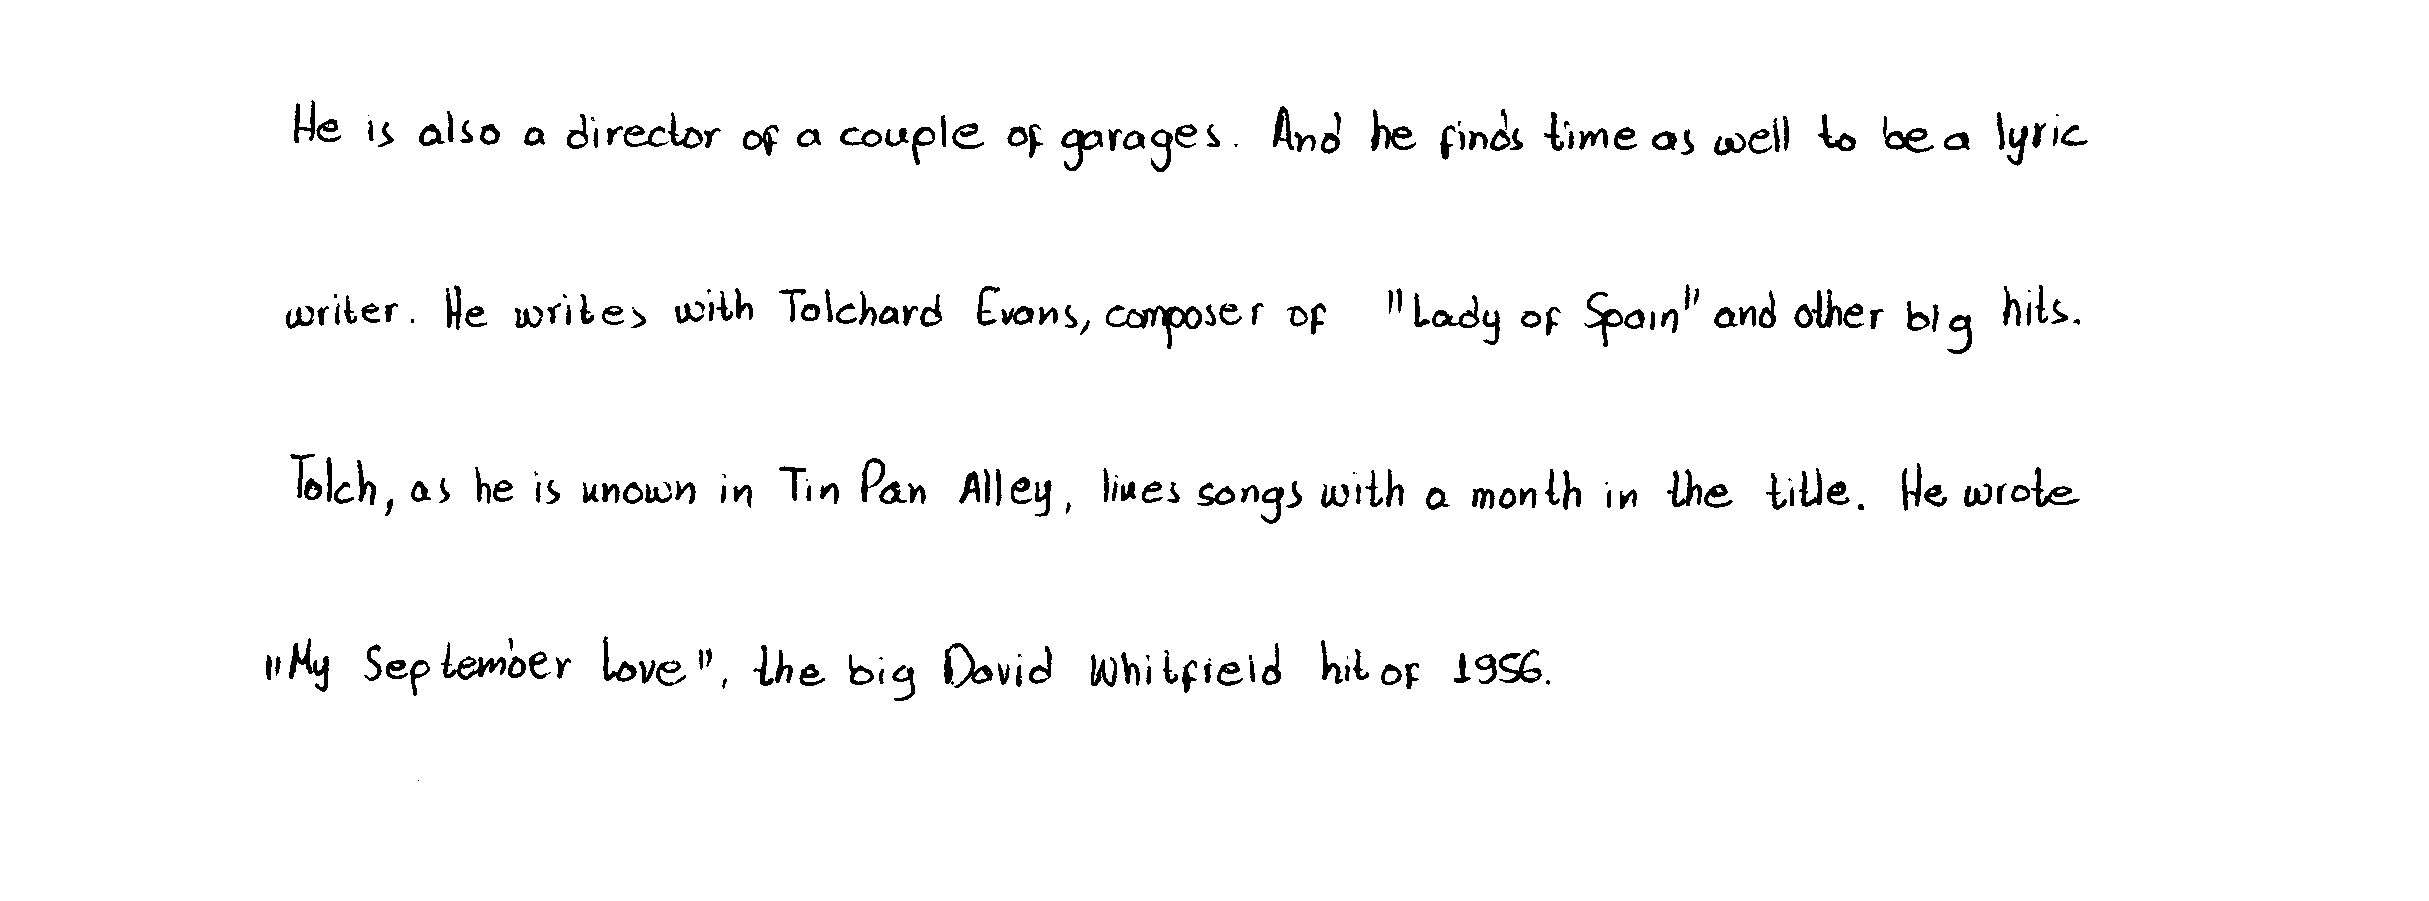 He is also a director of a couple of garages. And he finds time as well to be a lyric
writer. He writes with Tolchard Evans, composer of "Lady of Spain" and other big hits.
Tolch, as he is known in Tin Pan Alley, likes songs with a month in the title. He wrote
"My September Love", the big David Whitfield hit of 1956.